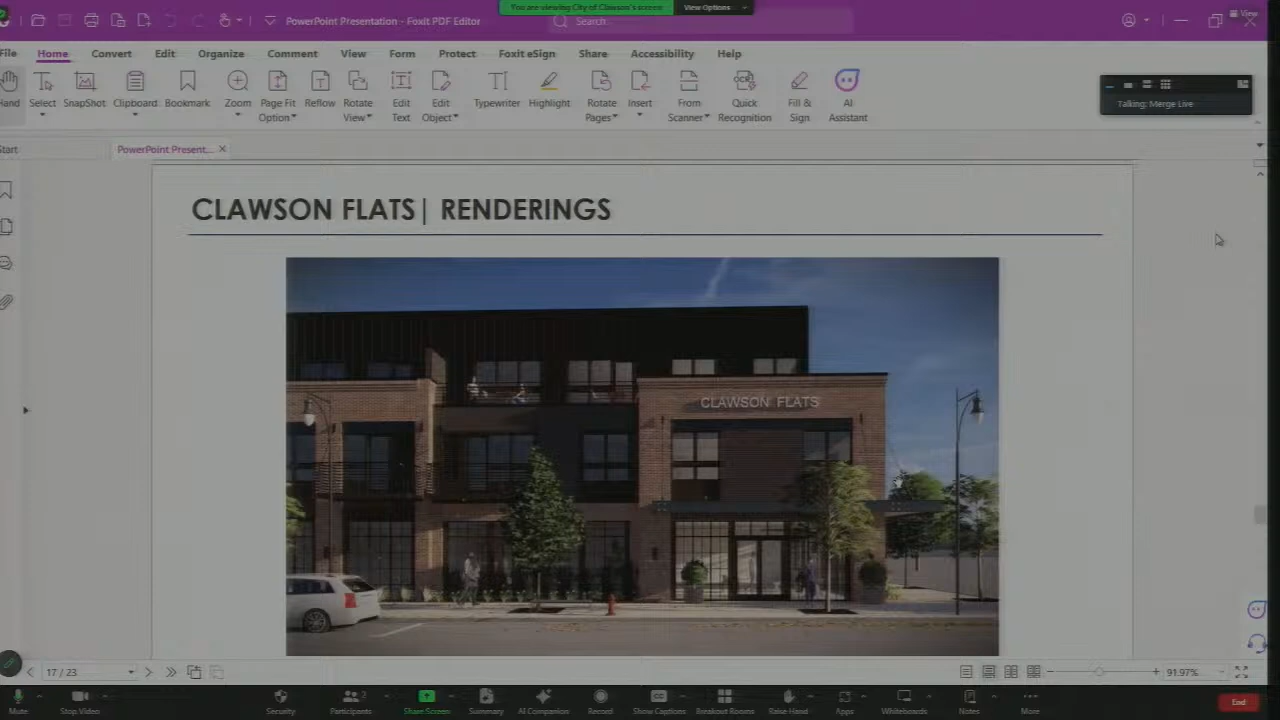 You are viewing City of Clawson's screen
View Options
PowerPoint Presentation - Foxit PDF Editor
Search
View
File Home Convert Edit Organize Comment View Form Protect Foxit eSign Share Accessibility Help
Hand Select SnapShot Clipboard Bookmark Zoom Page Fit Option Reflow Rotate View Edit Text Edit Object Typewriter Highlight Rotate Pages Insert From Scanner Quick Recognition Fill & Sign AI Assistant
OCR
Talking: Merge Live
Start
PowerPoint Present...
CLAWSON FLATS| RENDERINGS
CLAWSON FLATS
17 / 23
91.97%
Mute Stop Video Security Participants 2 Share Screen Summary AI Companion Record Show Captions Breakout Rooms Raise Hand Apps Whiteboards Notes More End